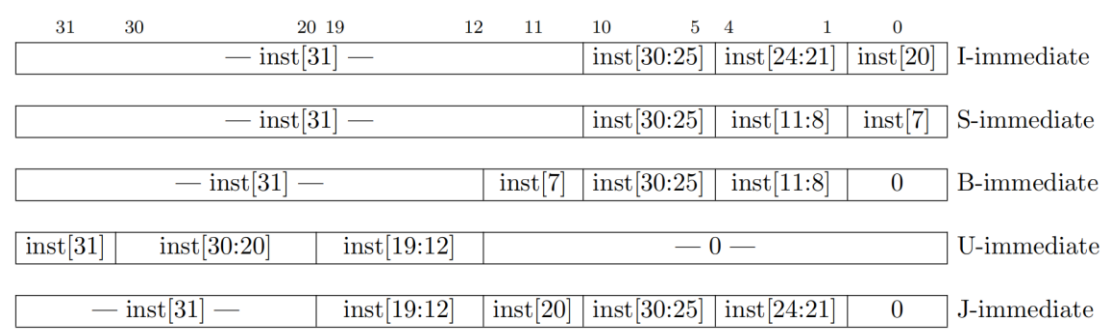 31 30 20 19 12 11 10 5 4 1 0
— inst[31] — inst[30:25] inst[24:21] inst[20] I-immediate
— inst[31] — inst[30:25] inst[11:8] inst[7] S-immediate
— inst[31] — inst[7] inst[30:25] inst[11:8] 0 B-immediate
inst[31] inst[30:20] inst[19:12] — 0 — U-immediate
— inst[31] — inst[19:12] inst[20] inst[30:25] inst[24:21] 0 J-immediate